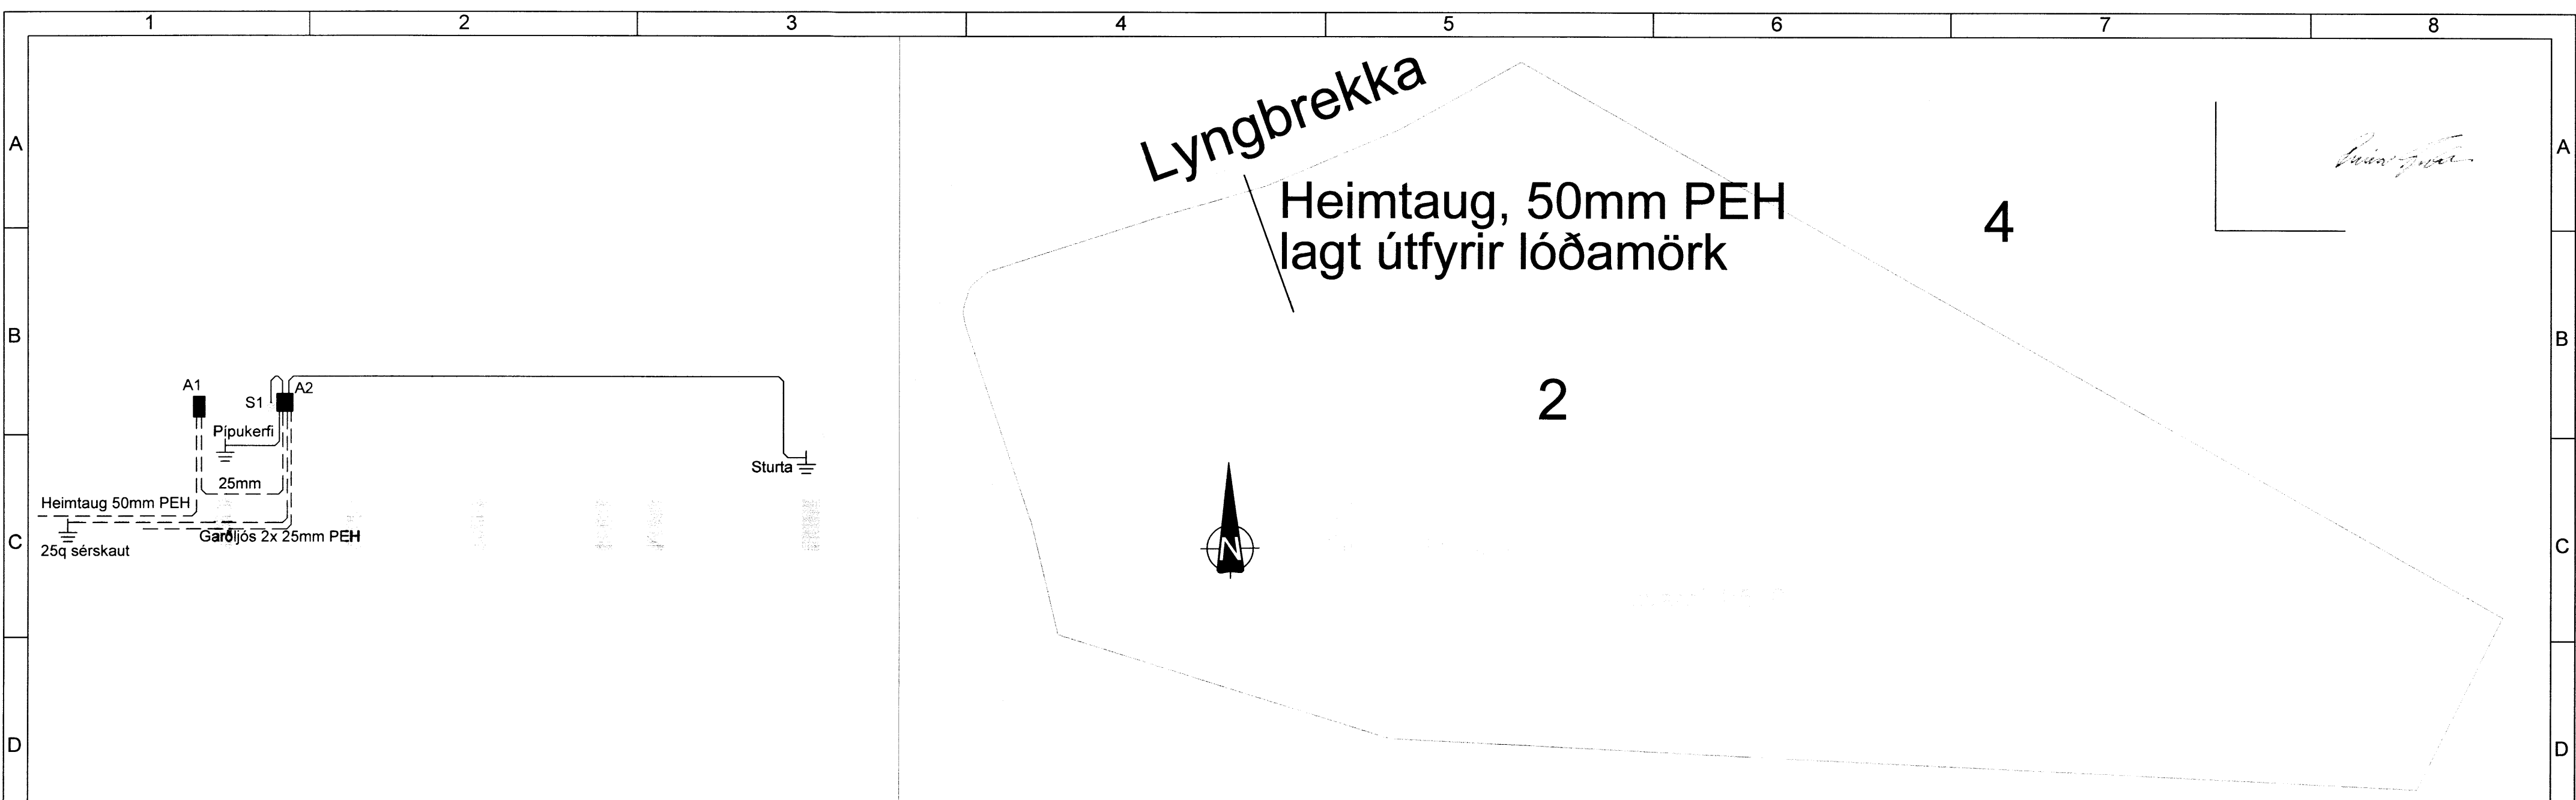 1 2 3 4 5 6 7 8
A A
Lyngbrekka
Heimtaug, 50mm PEH
lagt útfyrir lóðamörk
4
B B
A1
S1
A2
Pípukerfi
2
25mm
Sturta
Heimtaug 50mm PEH
N
Garðljós 2x 25mm PEH
25q sérskaut
C C
D D